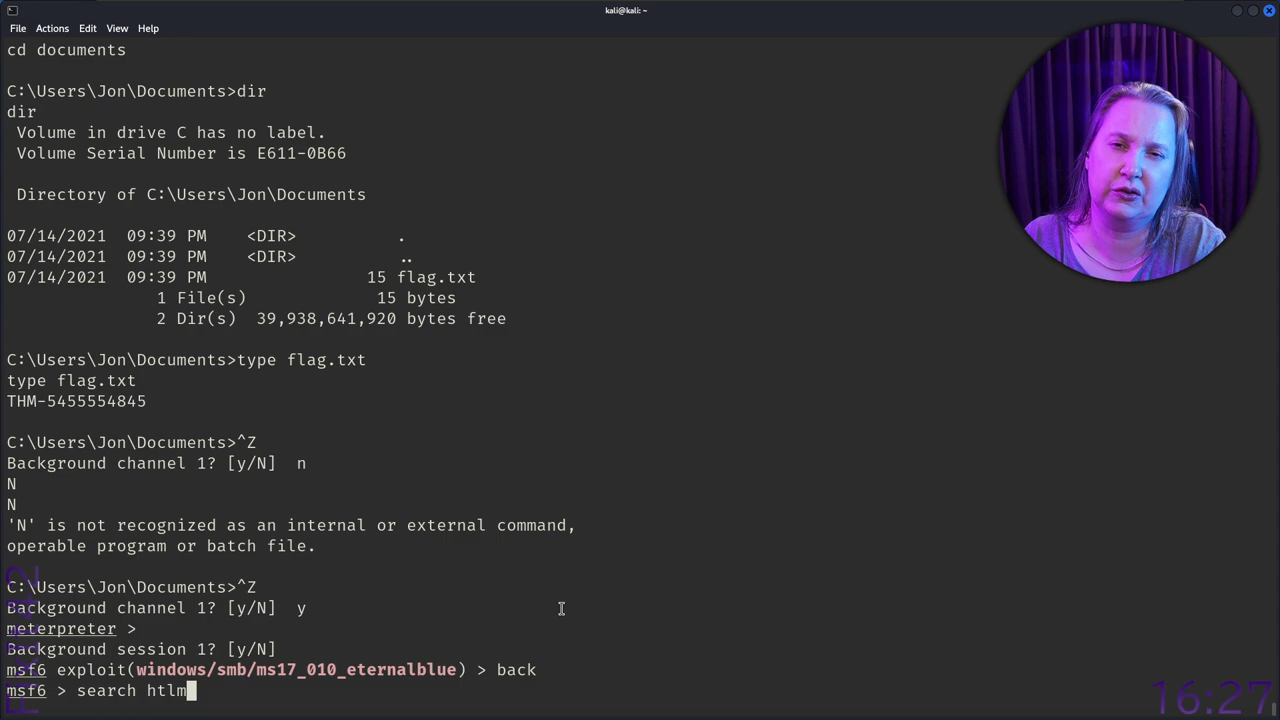 kali@kali: ~
File Actions Edit View Help
cd documents
C:\Users\Jon\Documents>dir
dir
Volume in drive C has no label.
Volume Serial Number is E611-0B66
Directory of C:\Users\Jon\Documents
07/14/2021 09:39 PM <DIR> .
07/14/2021 09:39 PM <DIR> ..
07/14/2021 09:39 PM 15 flag.txt
1 File(s) 15 bytes
2 Dir(s) 39,938,641,920 bytes free
C:\Users\Jon\Documents>type flag.txt
type flag.txt
THM-5455554845
C:\Users\Jon\Documents>^Z
Background channel 1? [y/N] n
N
N
'N' is not recognized as an internal or external command,
operable program or batch file.
C:\Users\Jon\Documents>^Z
Background channel 1? [y/N] y
meterpreter >
Background session 1? [y/N]
msf6 exploit(windows/smb/ms17_010_eternalblue) > back
msf6 > search htlm
16:27